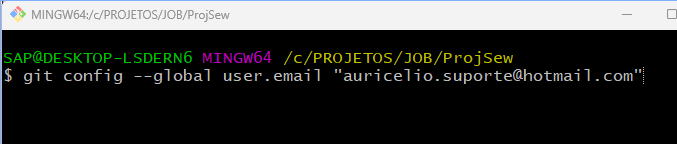 MINGW64:/c/PROJETOS/JOB/ProjSew
SAP@DESKTOP-LSDERN6 MINGW64 /c/PROJETOS/JOB/ProjSew
$ git config --global user.email "auricelio.suporte@hotmail.com"